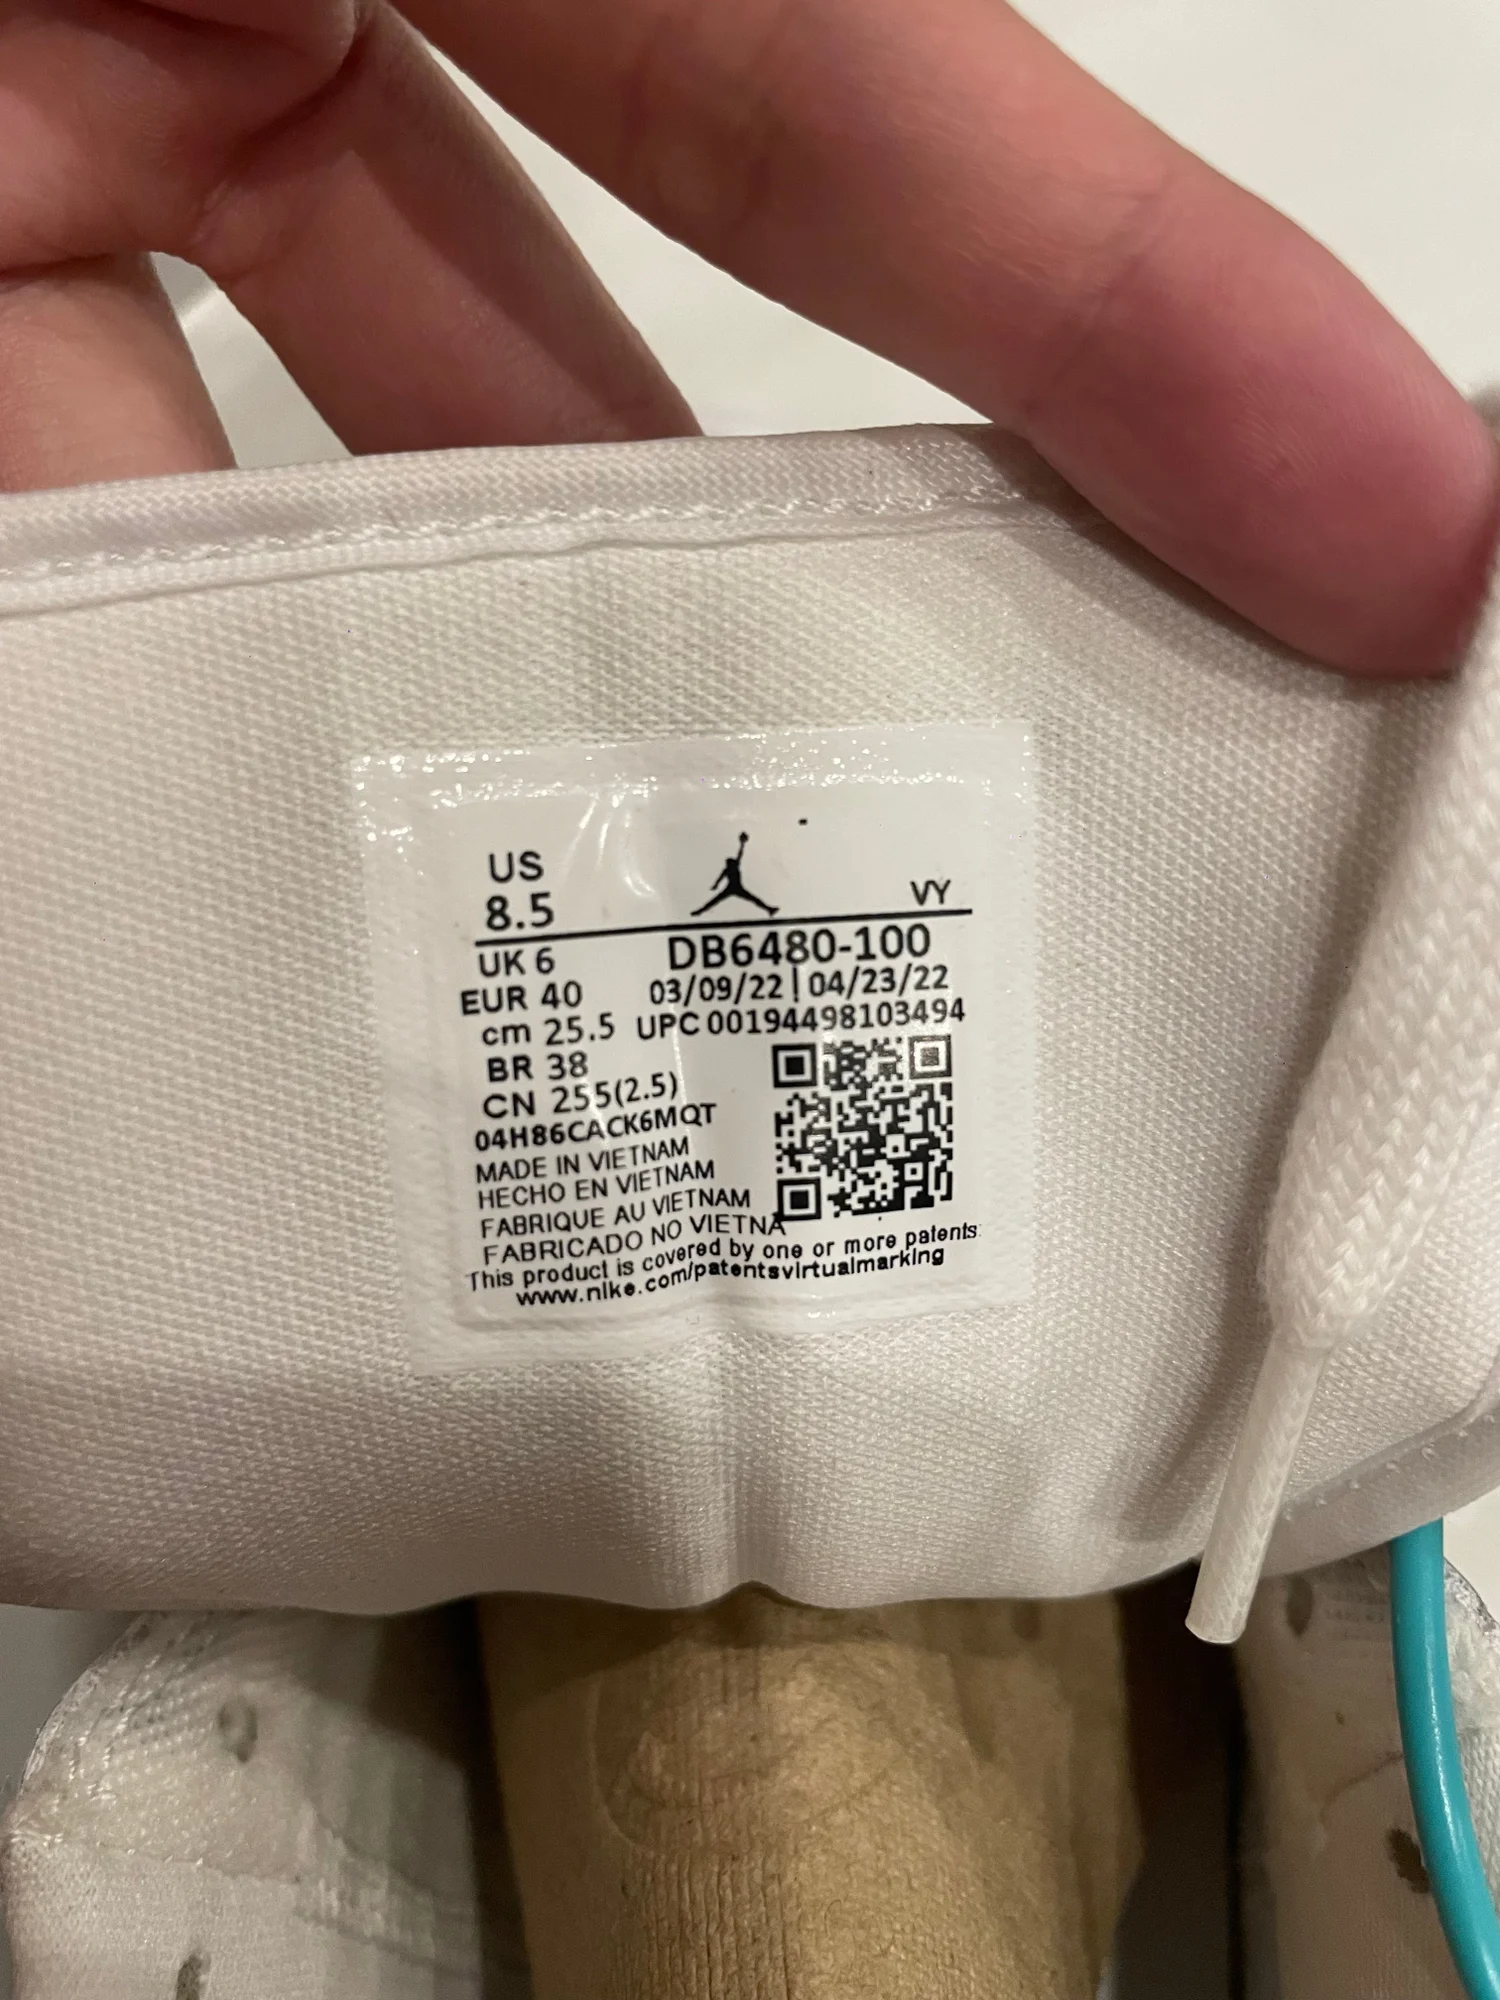 US
8.5
VY
UK 6
DB6480-100
EUR 40
03/09/22 | 04/23/22
cm 25.5
UPC 00194498103494
BR 38
CN 255(2.5)
04H86CACK6MQT
MADE IN VIETNAM
HECHO EN VIETNAM
FABRIQUE AU VIETNAM
FABRICADO NO VIETNA
This product is covered by one or more patents:
www.nike.com/patentsvirtualmarking